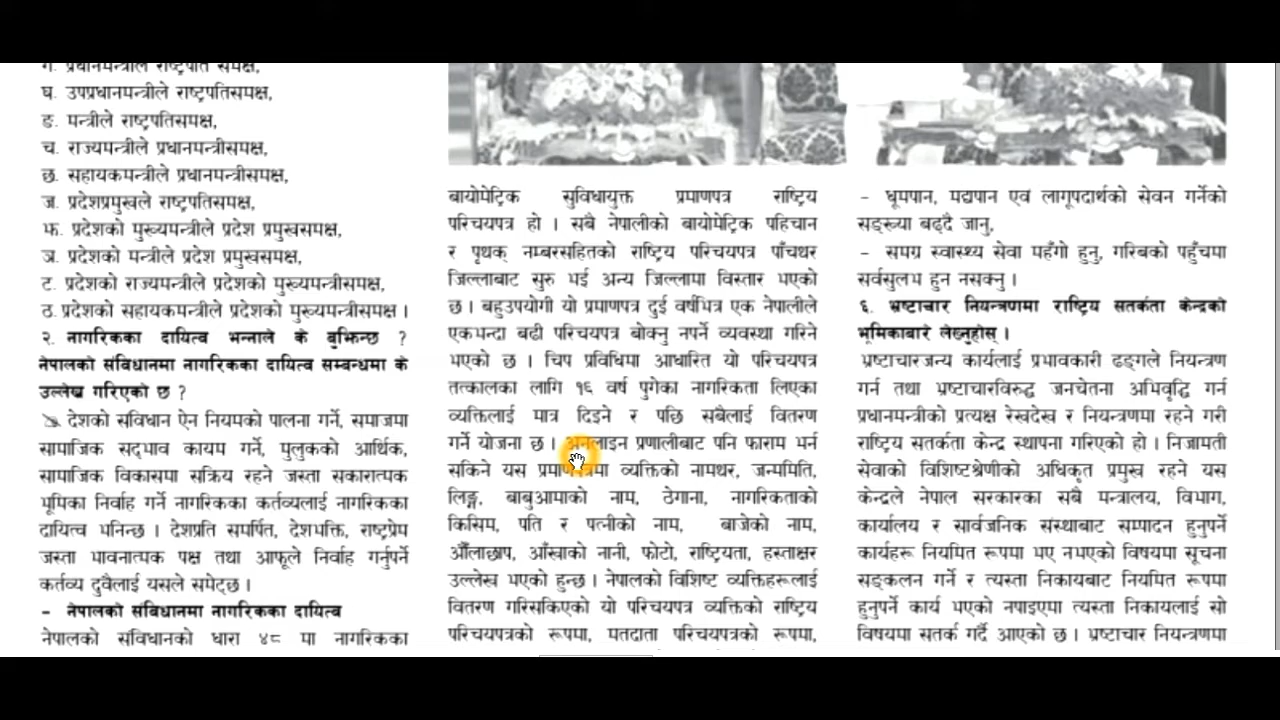 ग. प्रधानमन्त्रीले राष्ट्रपति समक्ष,
घ. उपप्रधानमन्त्रीले राष्ट्रपतिसमक्ष,
ङ. मन्त्रीले राष्ट्रपतिसमक्ष,
च. राज्यमन्त्रीले प्रधानमन्त्रीसमक्ष,
छ. सहायकमन्त्रीले प्रधानमन्त्रीसमक्ष,
ज. प्रदेशप्रमुखले राष्ट्रपतिसमक्ष,
झ. प्रदेशको मुख्यमन्त्रीले प्रदेश प्रमुखसमक्ष,
ञ. प्रदेशको मन्त्रीले प्रदेश प्रमुखसमक्ष,
ट. प्रदेशको राज्यमन्त्रीले प्रदेशको मुख्यमन्त्रीसमक्ष,
ठ. प्रदेशको सहायकमन्त्रीले प्रदेशको मुख्यमन्त्रीसमक्ष ।
२. नागरिकका दायित्व भन्नाले के बुझिन्छ ?
नेपालको संविधानमा नागरिकका दायित्व सम्बन्धमा के
उल्लेख गरिएको छ ?
देशको संविधान ऐन नियमको पालना गर्ने, समाजमा
सामाजिक सद्भाव कायम गर्ने, मुलुकको आर्थिक,
सामाजिक विकासमा सक्रिय रहने जस्ता सकारात्मक
भूमिका निर्वाह गर्ने नागरिकका कर्तव्यलाई नागरिकका
दायित्व भनिन्छ । देशप्रति समर्पित, देशभक्ति, राष्ट्रप्रेम
जस्ता भावनात्मक पक्ष तथा आफूले निर्वाह गर्नुपर्ने
कर्तव्य दुवैलाई यसले समेट्छ ।
- नेपालको संविधानमा नागरिकका दायित्व
नेपालको संविधानको धारा ४८ मा नागरिकका
बायोमेट्रिक सुविधायुक्त प्रमाणपत्र राष्ट्रिय
परिचयपत्र हो । सबै नेपालीको बायोमेट्रिक पहिचान
र पृथक् नम्बरसहितको राष्ट्रिय परिचयपत्र पाँचथर
जिल्लाबाट सुरु भई अन्य जिल्लामा विस्तार भएको
छ । बहुउपयोगी यो प्रमाणपत्र दुई वर्षभित्र एक नेपालीले
एकभन्दा बढी परिचयपत्र बोक्नु नपर्ने व्यवस्था गरिने
भएको छ । चिप प्रविधिमा आधारित यो परिचयपत्र
तत्कालका लागि १६ वर्ष पुगेका नागरिकता लिएका
व्यक्तिलाई मात्र दिइने र पछि सबैलाई वितरण
गर्ने योजना छ । अनलाइन प्रणालीबाट पनि फाराम भर्न
सकिने यस प्रमाणपत्रमा व्यक्तिको नामथर, जन्ममिति,
लिङ्ग, बाबुआमाको नाम, ठेगाना, नागरिकताको
किसिम, पति र पत्नीको नाम, बाजेको नाम,
औँलाछाप, आँखाको नानी, फोटो, राष्ट्रियता, हस्ताक्षर
उल्लेख भएको हुन्छ । नेपालको विशिष्ट व्यक्तिहरूलाई
वितरण गरिसकिएको यो परिचयपत्र व्यक्तिको राष्ट्रिय
परिचयपत्रको रूपमा, मतदाता परिचयपत्रको रूपमा,
– धूमपान, मद्यपान एवं लागूपदार्थको सेवन गर्नेको
सङ्ख्या बढ्दै जानु,
– समग्र स्वास्थ्य सेवा महँगो हुनु, गरिबको पहुँचमा
सर्वसुलभ हुन नसक्नु ।
६. भ्रष्टाचार नियन्त्रणमा राष्ट्रिय सतर्कता केन्द्रको
भूमिकाबारे लेख्नुहोस् ।
भ्रष्टाचारजन्य कार्यलाई प्रभावकारी ढङ्गले नियन्त्रण
गर्न तथा भ्रष्टाचारविरुद्ध जनचेतना अभिवृद्धि गर्न
प्रधानमन्त्रीको प्रत्यक्ष रेखदेख र नियन्त्रणमा रहने गरी
राष्ट्रिय सतर्कता केन्द्र स्थापना गरिएको हो । निजामती
सेवाको विशिष्टश्रेणीको अधिकृत प्रमुख रहने यस
केन्द्रले नेपाल सरकारका सबै मन्त्रालय, विभाग,
कार्यालय र सार्वजनिक संस्थाबाट सम्पादन हुनुपर्ने
कार्यहरू नियमित रूपमा भए नभएको विषयमा सूचना
सङ्कलन गर्ने र त्यस्ता निकायबाट नियमित रूपमा
हुनुपर्ने कार्य भएको नपाइएमा त्यस्ता निकायलाई सो
विषयमा सतर्क गर्दै आएको छ । भ्रष्टाचार नियन्त्रणमा